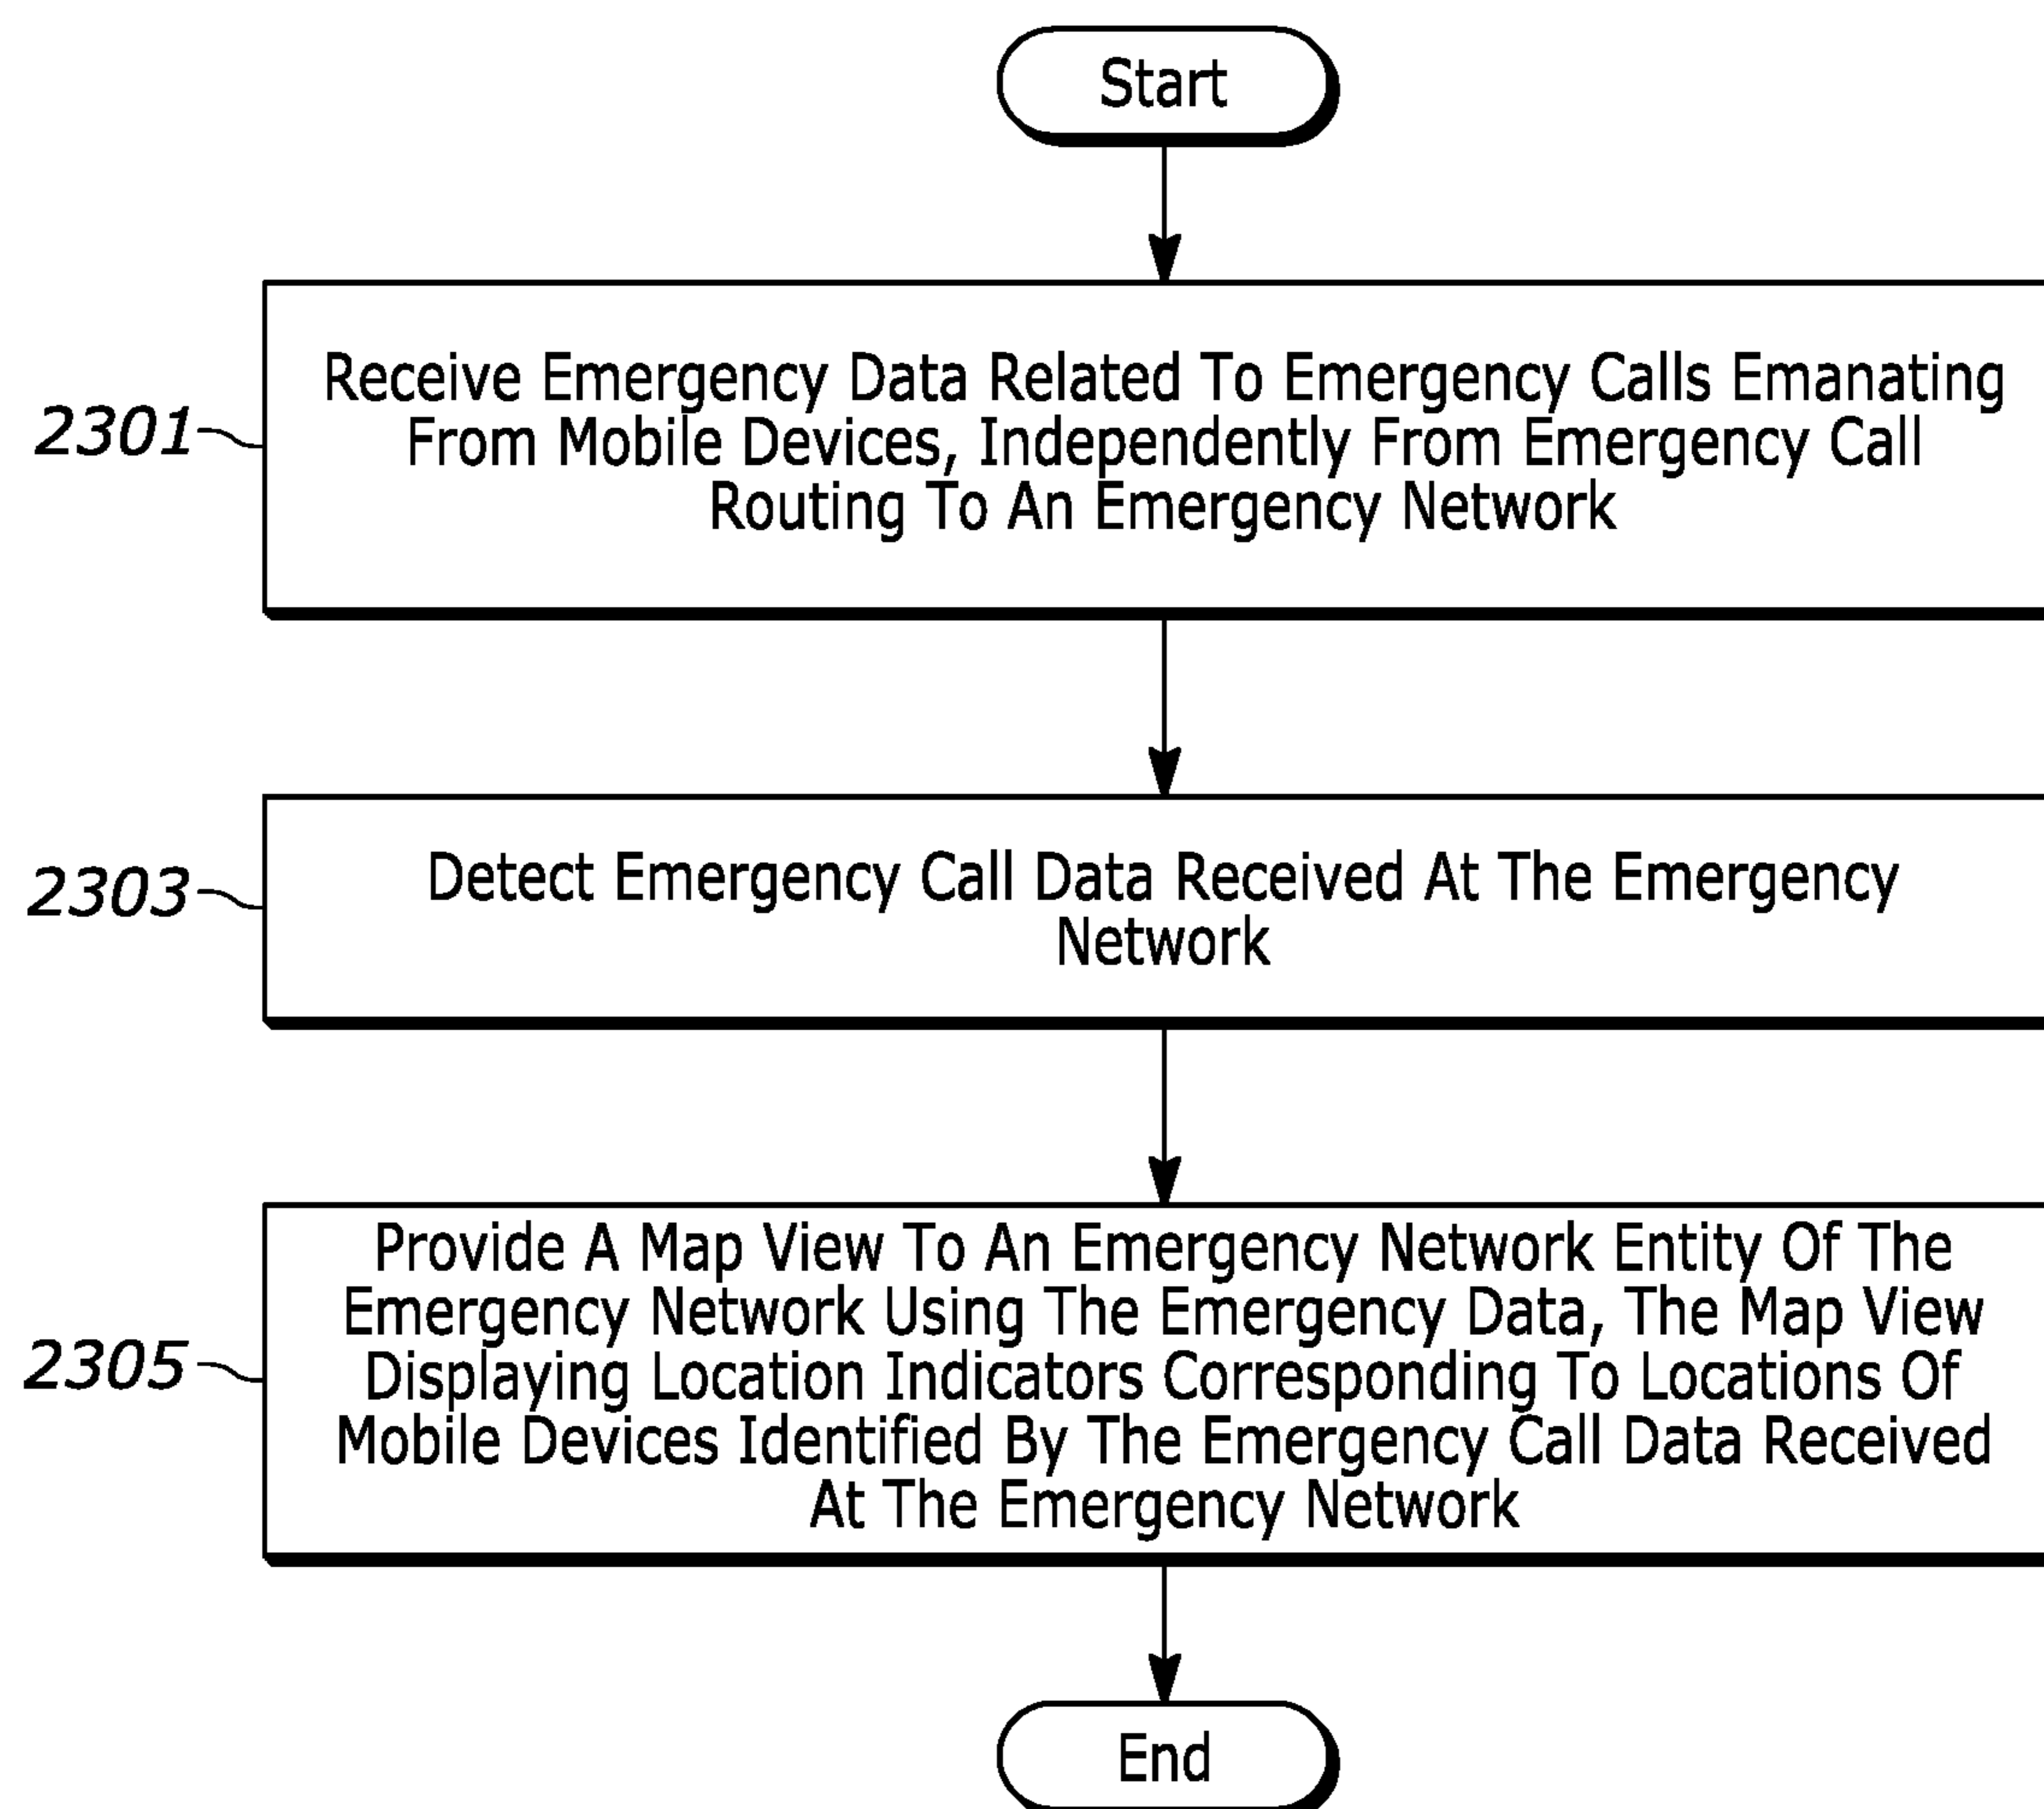 Start
Receive Emergency Data Related To Emergency Calls Emanating
From Mobile Devices, Independently From Emergency Call
Routing To An Emergency Network
2301
Detect Emergency Call Data Received At The Emergency
Network
2303
Provide A Map View To An Emergency Network Entity Of The
Emergency Network Using The Emergency Data, The Map View
Displaying Location Indicators Corresponding To Locations Of
Mobile Devices Identified By The Emergency Call Data Received
At The Emergency Network
2305
End